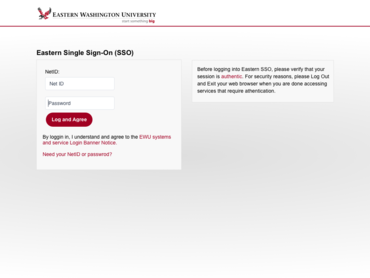 EASTERN WASHINGTON UNIVERSITY
start something big
Eastern Single Sign-On (SSO)
NetID:
Net ID
Password
Log and Agree
By loggin in, I understand and agree to the EWU systems
and service Login Banner Notice.
Need your NetID or passwrod?
Before logging into Eastern SSO, please verify that your
session is authentic. For security reasons, please Log Out
and Exit your web browser when you are done accessing
services that require athentication.